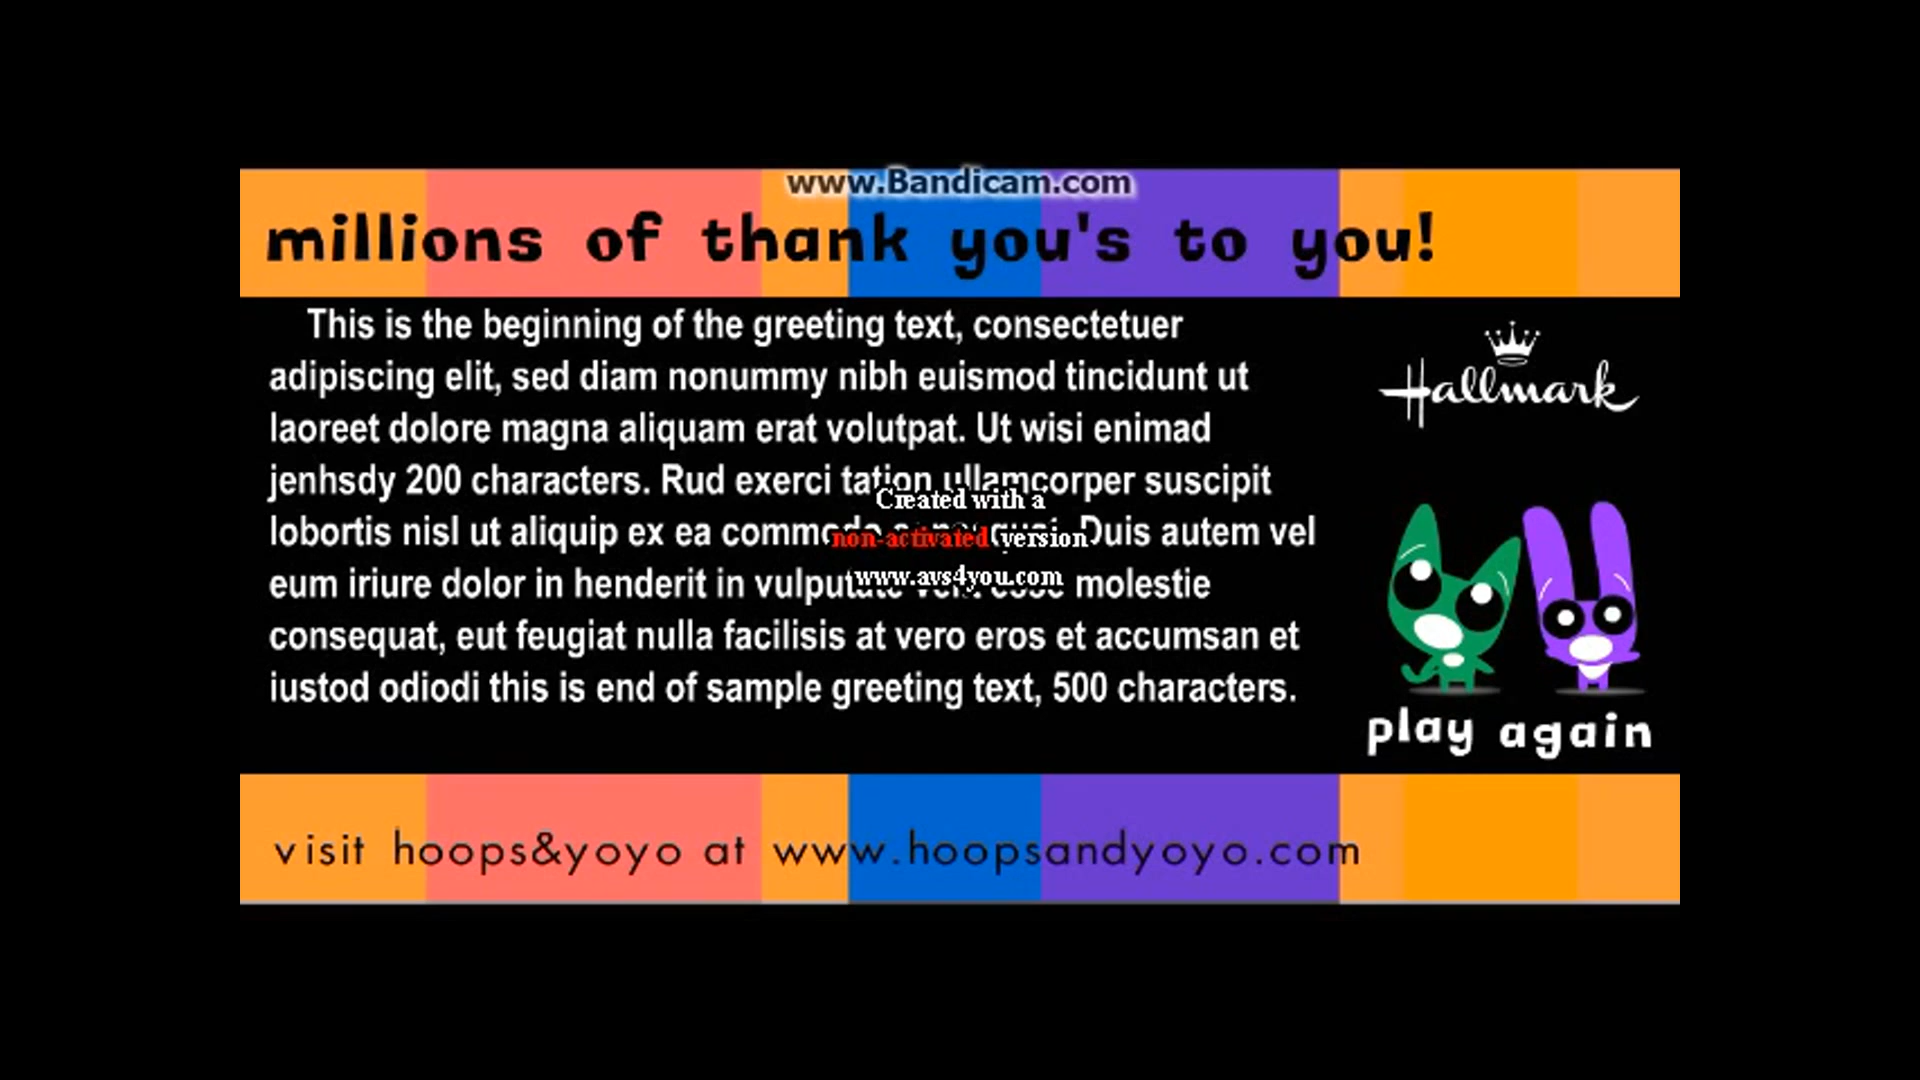 www.Bandicam.com
millions of thank you's to you!
This is the beginning of the greeting text, consectetuer
adipiscing elit, sed diam nonummy nibh euismod tincidunt ut
laoreet dolore magna aliquam erat volutpat. Ut wisi enimad
jenhsdy 200 characters. Rud exerci tation ullamcorper suscipit
lobortis nisl ut aliquip ex ea commodo Duis autem vel
eum iriure dolor in henderit in vulputate molestie
consequat, eut feugiat nulla facilisis at vero eros et accumsan et
iustod odiodi this is end of sample greeting text, 500 characters.
Created with a
non-activated version
www.avs4you.com
Hallmark
play again
visit hoops&yoyo at www.hoopsandyoyo.com